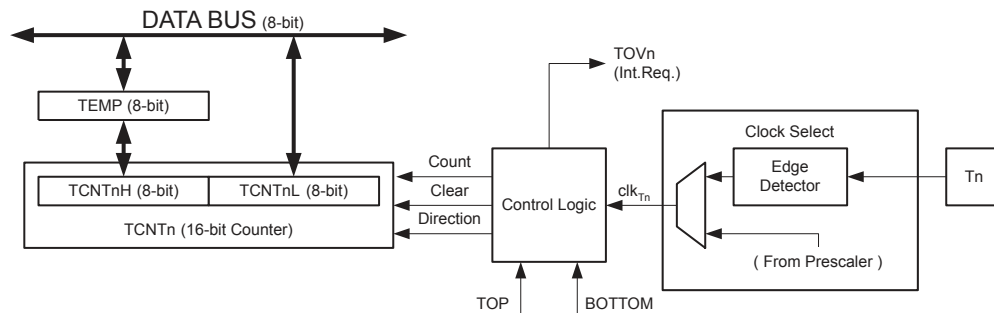 DATA BUS (8-bit)
TOVn
(Int.Req.)
TEMP (8-bit)
Clock Select
Count
Edge
Detector
Tn
TCNTnH (8-bit)
TCNTnL (8-bit)
Clear
Control Logic
clkTn
TCNTn (16-bit Counter)
Direction
( From Prescaler )
TOP
BOTTOM